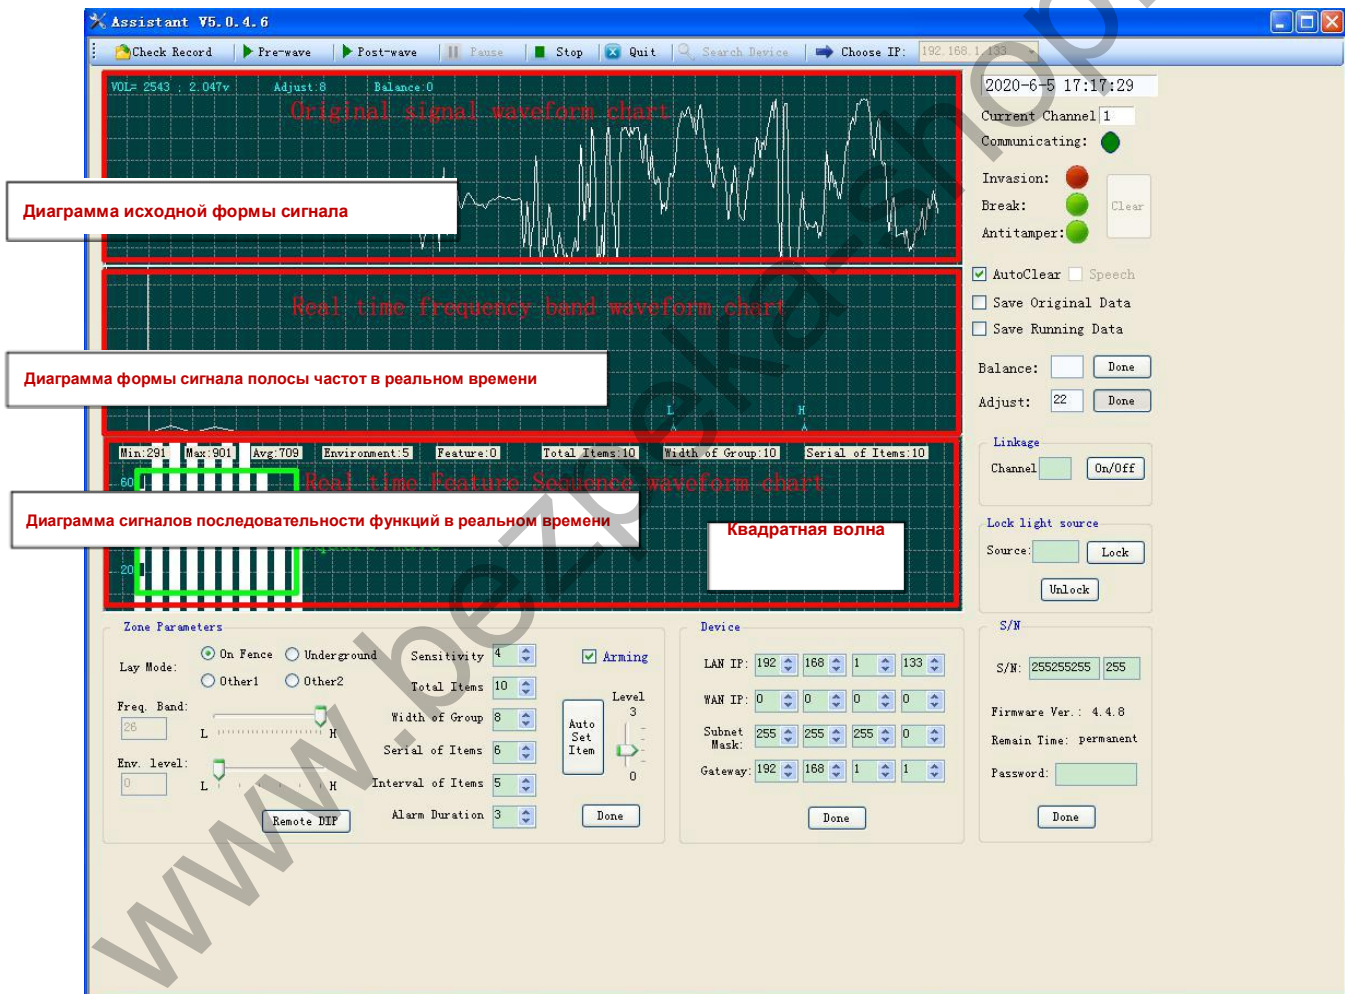 Assistant V5.0.4.6
Check Record Pre-wave Post-wave Pause Stop Quit Search Device Choose IP: 192.168.1.133
VOL= 2543 ; 2.047v Adjust:8 Balance:0
Original signal waveform chart
Диаграмма исходной формы сигнала
Real time frequency band waveform chart
Диаграмма формы сигнала полосы частот в реальном времени
L H
Min:291 Max:901 Avg:709 Environment:5 Feature:0 Total Items:10 Width of Group:10 Serial of Items:10
60
Real time Feature Sequence waveform chart
Диаграмма сигналов последовательности функций в реальном времени
Квадратная волна
20
2020-6-5 17:17:29
Current Channel 1
Communicating:
Invasion:
Break:
Clear
Antitamper:
AutoClear Speech
Save Original Data
Save Running Data
Balance: Done
Adjust: 22 Done
Linkage
Channel On/Off
Lock light source
Source: Lock
Unlock
Zone Parameters
Lay Mode:
On Fence Underground
Other1 Other2
Freq. Band:
26
L H
Env. level:
0
L H
Remote DIP
Sensitivity 4
Total Items 10
Width of Group 8
Serial of Items 6
Interval of Items 5
Alarm Duration 3
Arming
Auto
Set
Item
Level
3
0
Done
Device
LAN IP: 192 168 1 133
WAN IP: 0 0 0 0
Subnet
Mask: 255 255 255 0
Gateway: 192 168 1 1
Done
S/N
S/N: 255255255 255
Firmware Ver.: 4.4.8
Remain Time: permanent
Password:
Done
www.bezpeka-shop.